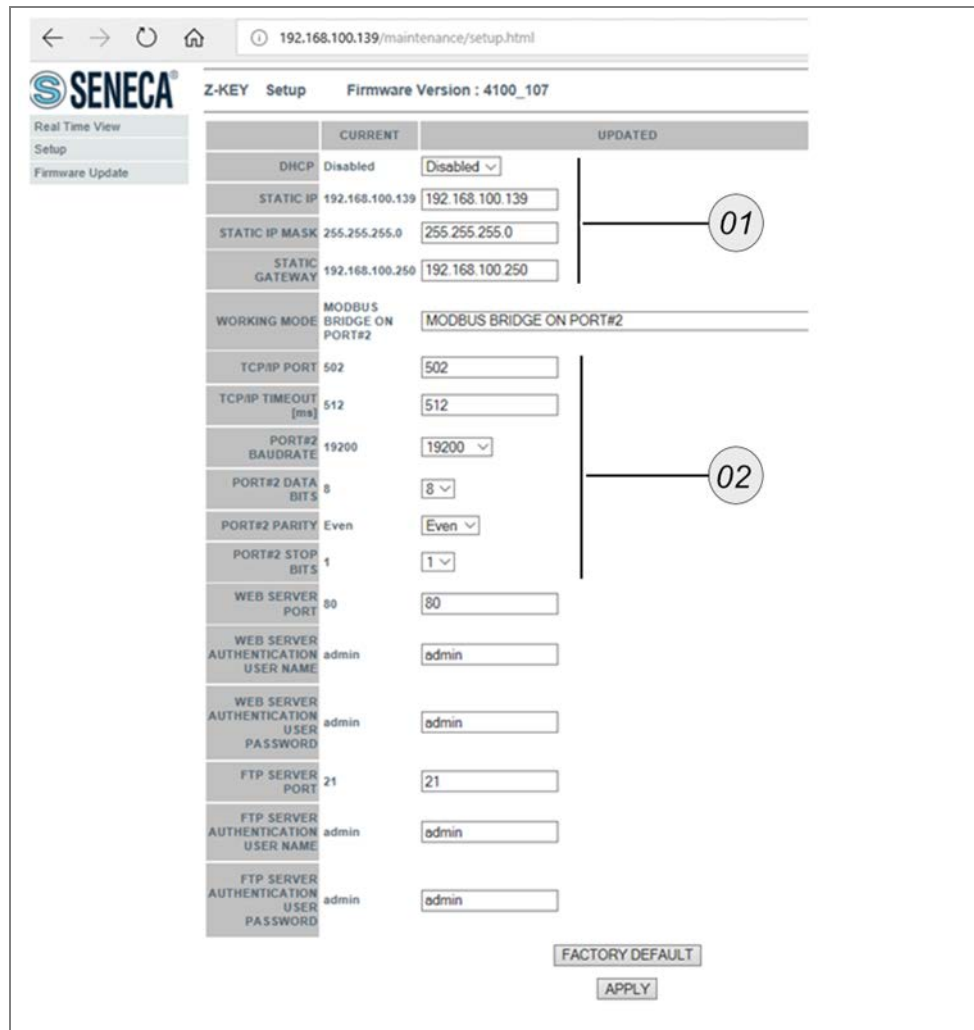 192.168.100.139/maintenance/setup.html
SENECA®
Z-KEY Setup Firmware Version : 4100_107
Real Time View
Setup
Firmware Update
CURRENT UPDATED
DHCP Disabled Disabled
STATIC IP 192.168.100.139 192.168.100.139
01
STATIC IP MASK 255.255.255.0 255.255.255.0
STATIC
GATEWAY 192.168.100.250 192.168.100.250
WORKING MODE MODBUS
BRIDGE ON
PORT#2 MODBUS BRIDGE ON PORT#2
TCP/IP PORT 502 502
TCP/IP TIMEOUT
[ms] 512 512
PORT#2
BAUDRATE 19200 19200
02
PORT#2 DATA
BITS 8 8
PORT#2 PARITY Even Even
PORT#2 STOP
BITS 1 1
WEB SERVER
PORT 80 80
WEB SERVER
AUTHENTICATION
USER NAME admin admin
WEB SERVER
AUTHENTICATION
USER
PASSWORD admin admin
FTP SERVER
PORT 21 21
FTP SERVER
AUTHENTICATION
USER NAME admin admin
FTP SERVER
AUTHENTICATION
USER
PASSWORD admin admin
FACTORY DEFAULT
APPLY